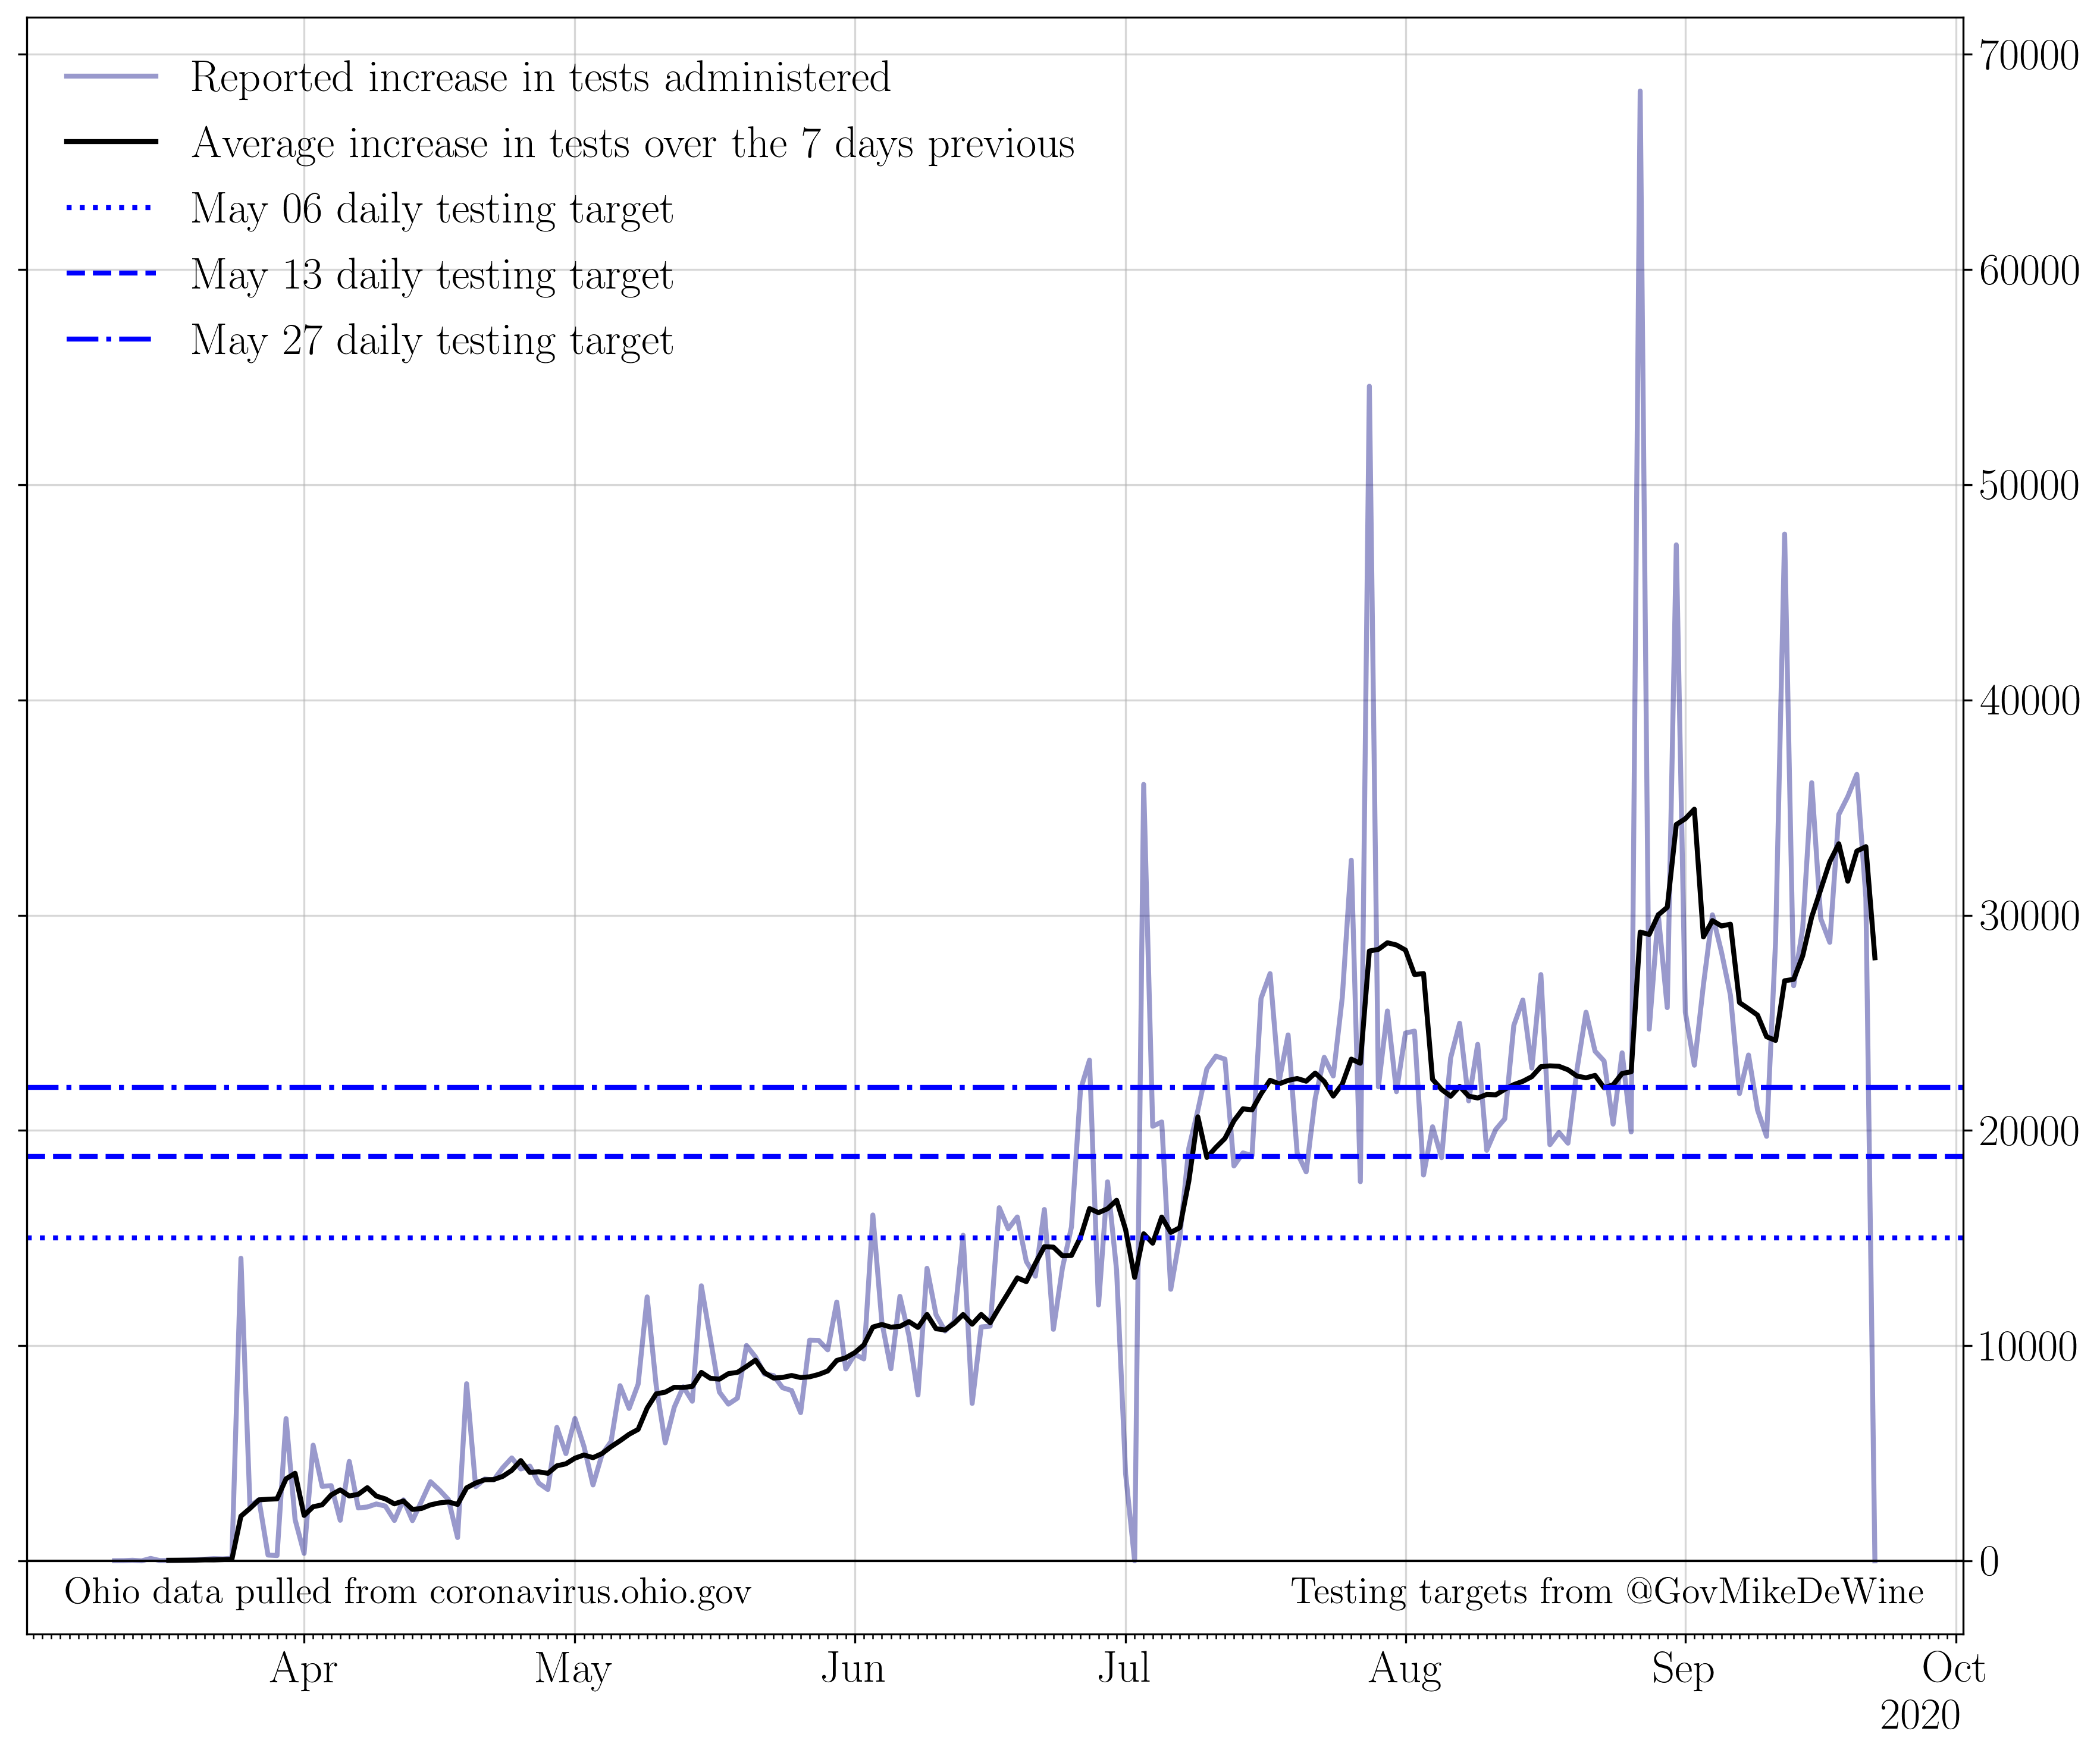 Reported increase in tests administered
Average increase in tests over the 7 days previous
May 06 daily testing target
May 13 daily testing target
May 27 daily testing target
70000
60000
50000
40000
30000
20000
10000
0
Ohio data pulled from coronavirus.ohio.gov
Testing targets from @GovMikeDeWine
Apr May Jun Jul Aug Sep Oct
2020